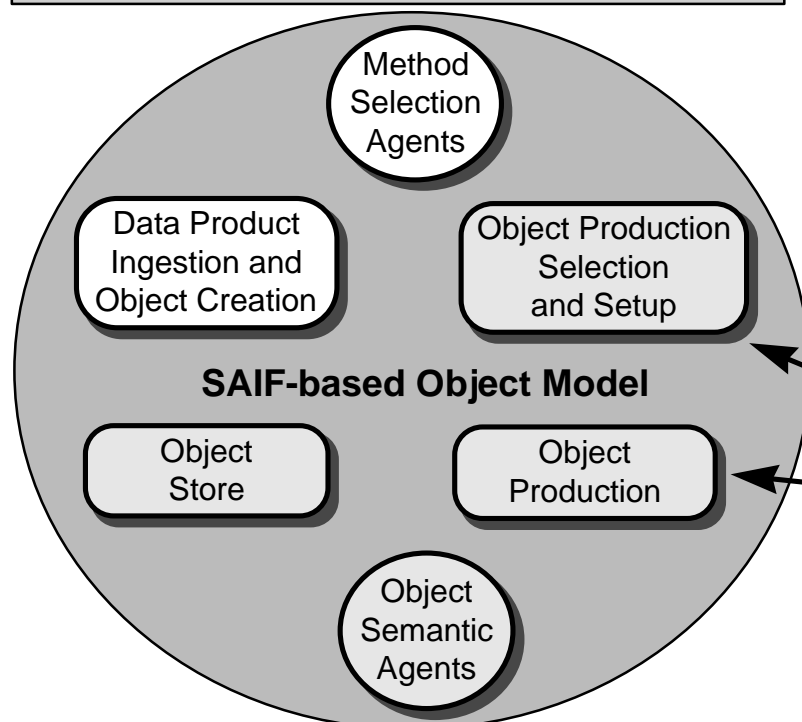 Method
Selection
Agents
Data Product
Ingestion and
Object Creation
Object Production
Selection
and Setup
SAIF-based Object Model
Object
Store
Object
Production
Object
Semantic
Agents